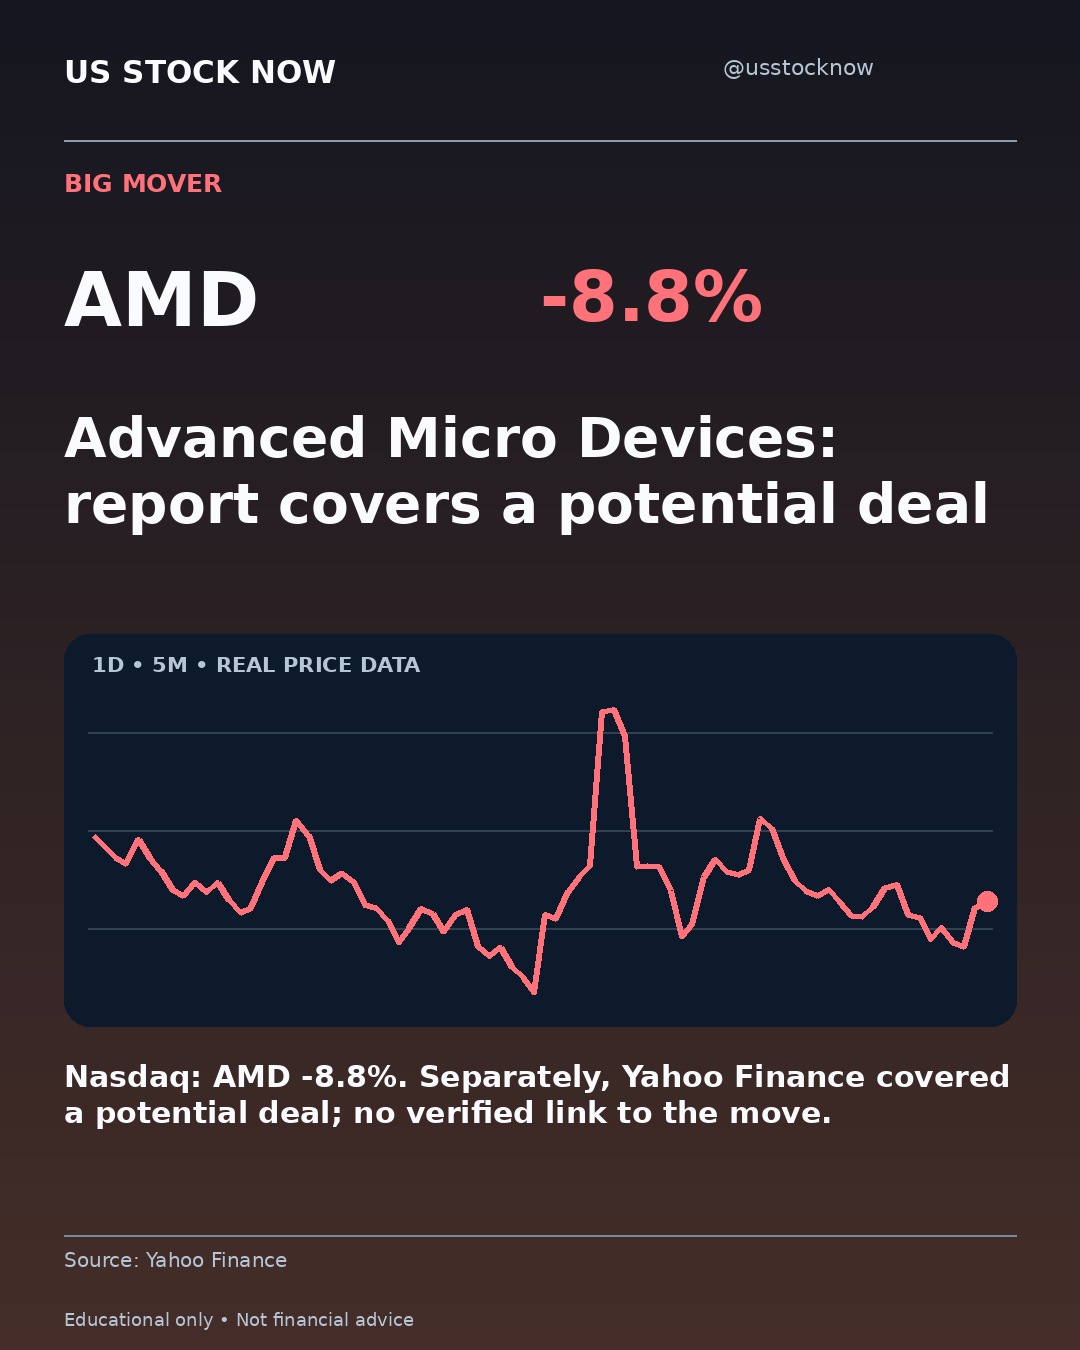 US STOCK NOW
@usstocknow
BIG MOVER
AMD
-8.8%
Advanced Micro Devices:
report covers a potential deal
1D • 5M • REAL PRICE DATA
Nasdaq: AMD -8.8%. Separately, Yahoo Finance covered
a potential deal; no verified link to the move.
Source: Yahoo Finance
Educational only • Not financial advice